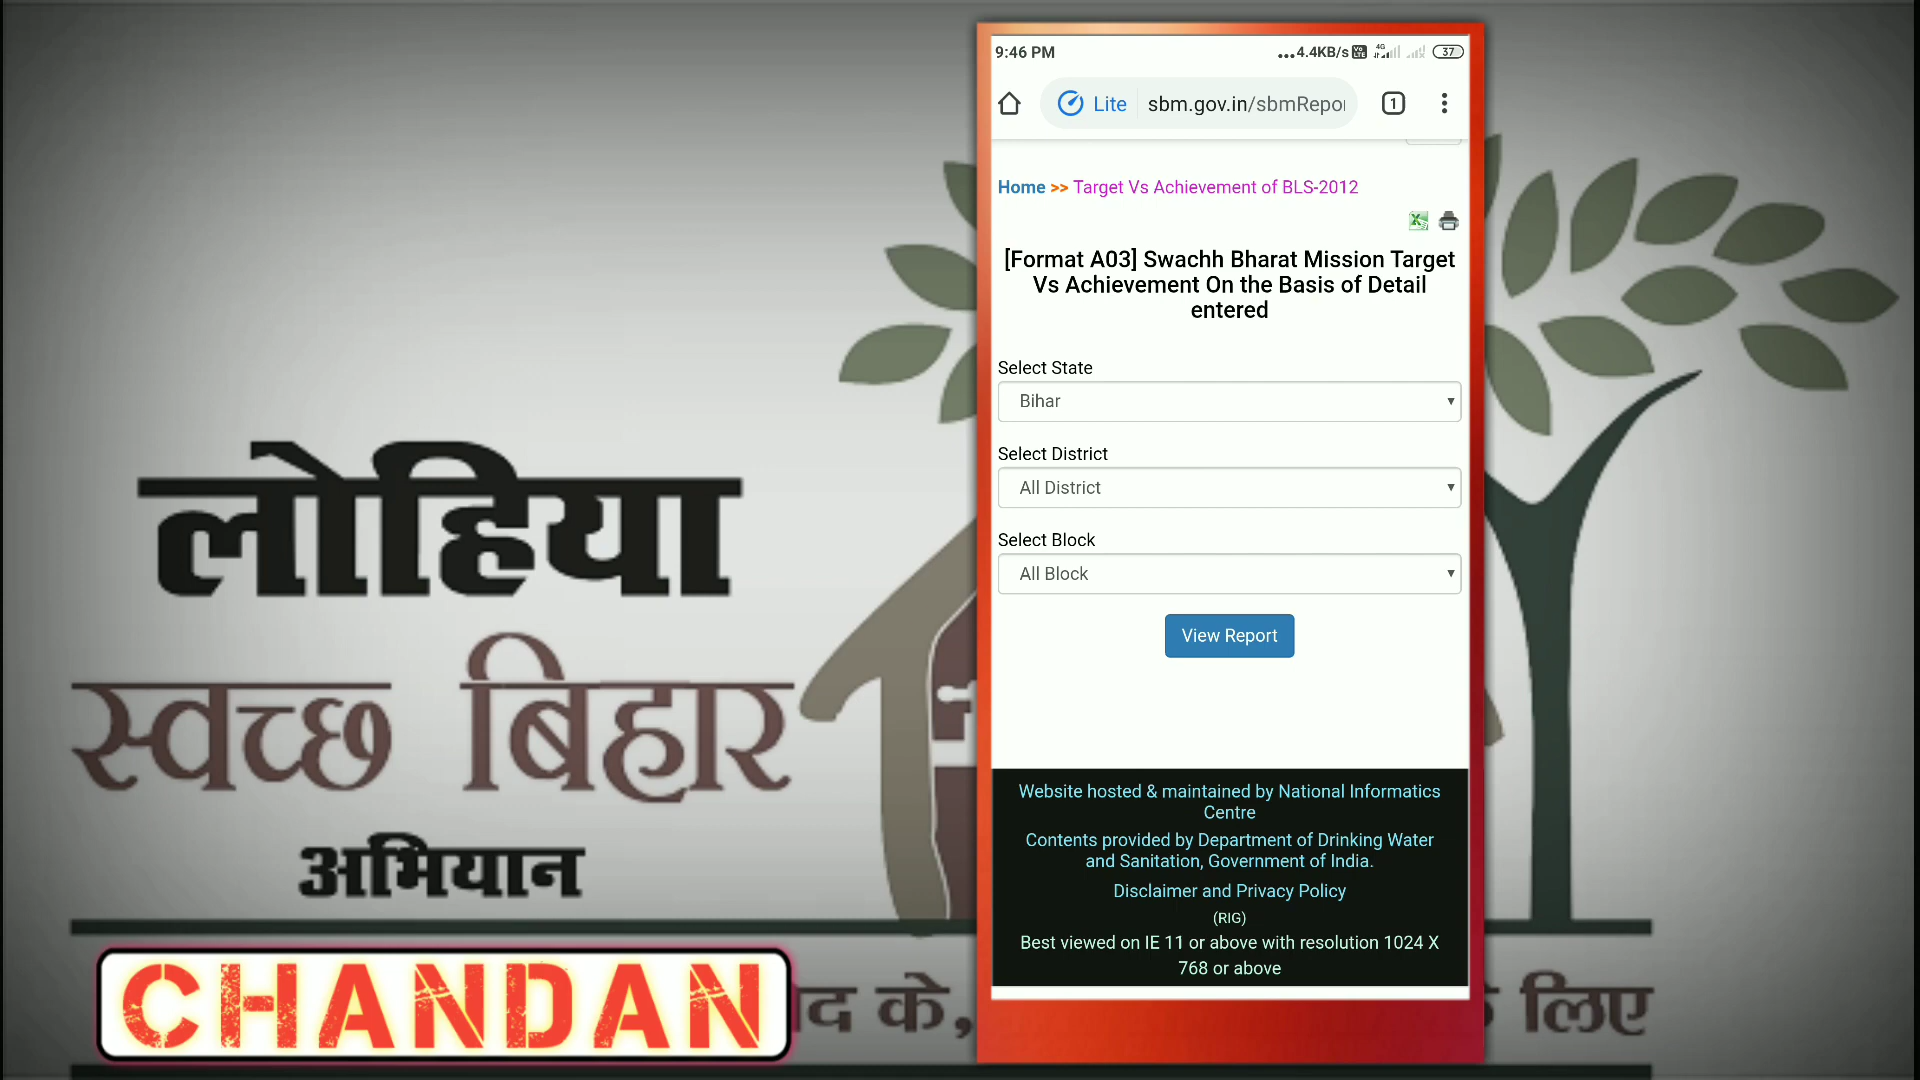 लोहिया
स्वच्छ बिहार
अभियान
CHANDAN
के,
लिए
9:46 PM
...4.4KB/s Vo LTE 4G 37
Lite sbm.gov.in/sbmRepor
1
Home >> Target Vs Achievement of BLS-2012
[Format A03] Swachh Bharat Mission Target
Vs Achievement On the Basis of Detail
entered
Select State
Bihar
Select District
All District
Select Block
All Block
View Report
Website hosted & maintained by National Informatics
Centre
Contents provided by Department of Drinking Water
and Sanitation, Government of India.
Disclaimer and Privacy Policy
(RIG)
Best viewed on IE 11 or above with resolution 1024 X
768 or above